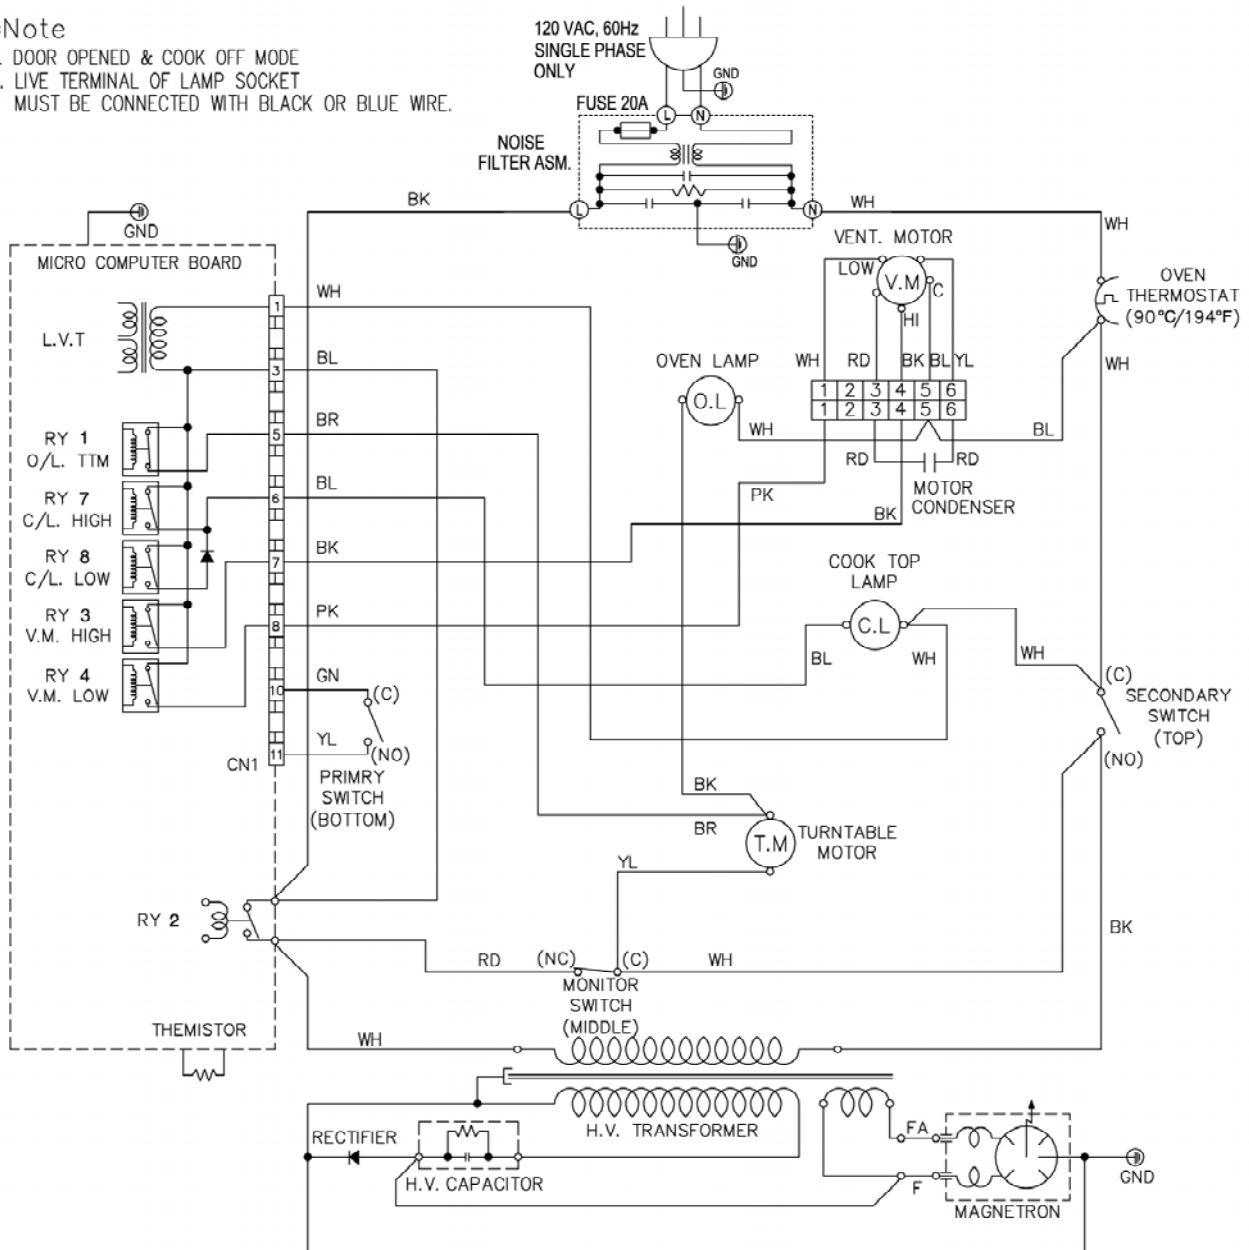 Note
DOOR OPENED & COOK OFF MODE
LIVE TERMINAL OF LAMP SOCKET
MUST BE CONNECTED WITH BLACK OR BLUE WIRE.
120 VAC, 60Hz
SINGLE PHASE
ONLY
GND
FUSE 20A
L
N
NOISE
FILTER ASM.
BK
L
N
WH
WH
GND
GND
MICRO COMPUTER BOARD
VENT. MOTOR
LOW
V.M
C
HI
OVEN
THERMOSTAT
(90°C/194°F)
L.V.T
1
WH
3
BL
OVEN LAMP
O.L
WH
RD
BK
BL
YL
WH
1 2 3 4 5 6
1 2 3 4 5 6
RY 1
O/L. TTM
5
BR
WH
BL
RD
RD
MOTOR
CONDENSER
RY 7
C/L. HIGH
6
BL
PK
BK
RY 8
C/L. LOW
7
BK
COOK TOP
LAMP
C.L
RY 3
V.M. HIGH
8
PK
BL
WH
WH
RY 4
V.M. LOW
10
GN
(C)
(C)
SECONDARY
SWITCH
(TOP)
(NO)
YL
(NO)
CN1
11
PRIMRY
SWITCH
(BOTTOM)
BK
BR
T.M
TURNTABLE
MOTOR
YL
RY 2
BK
RD
(NC)
(C)
WH
MONITOR
SWITCH
(MIDDLE)
THEMISTOR
WH
H.V. TRANSFORMER
RECTIFIER
H.V. CAPACITOR
FA
F
MAGNETRON
GND